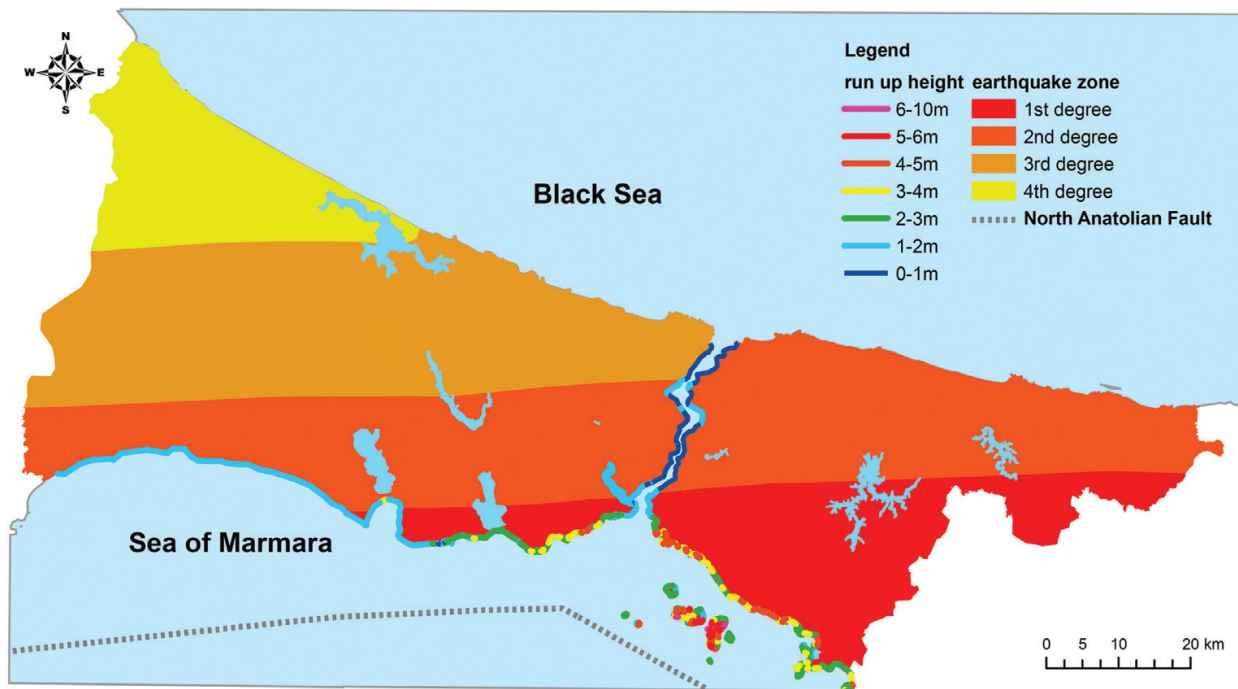 N
W E
S
Legend
run up height earthquake zone
6-10m 1st degree
5-6m 2nd degree
4-5m 3rd degree
3-4m 4th degree
2-3m North Anatolian Fault
1-2m
0-1m
Black Sea
Sea of Marmara
0 5 10 20 km